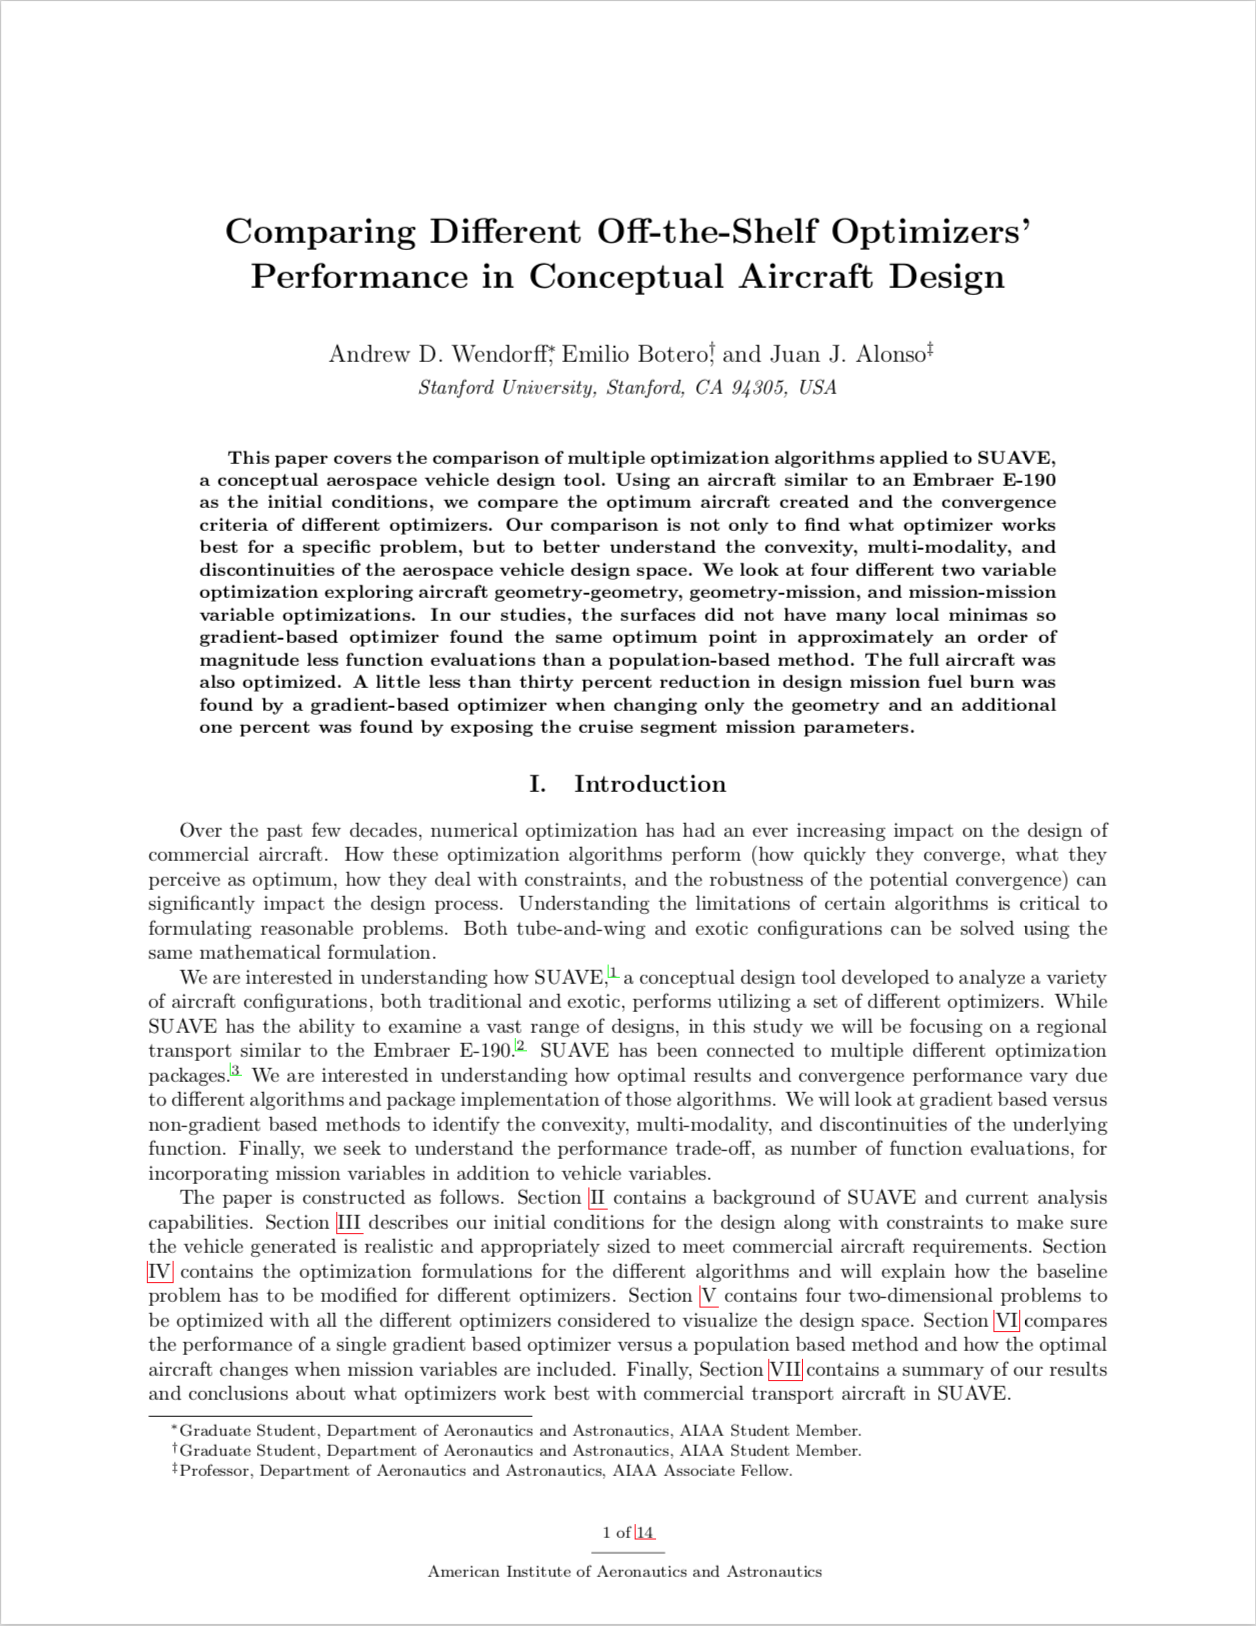 Comparing Different Off-the-Shelf Optimizers'
Performance in Conceptual Aircraft Design
Andrew D. Wendorff,* Emilio Botero,† and Juan J. Alonso‡
Stanford University, Stanford, CA 94305, USA
This paper covers the comparison of multiple optimization algorithms applied to SUAVE,
a conceptual aerospace vehicle design tool. Using an aircraft similar to an Embraer E-190
as the initial conditions, we compare the optimum aircraft created and the convergence
criteria of different optimizers. Our comparison is not only to find what optimizer works
best for a specific problem, but to better understand the convexity, multi-modality, and
discontinuities of the aerospace vehicle design space. We look at four different two variable
optimization exploring aircraft geometry-geometry, geometry-mission, and mission-mission
variable optimizations. In our studies, the surfaces did not have many local minimas so
gradient-based optimizer found the same optimum point in approximately an order of
magnitude less function evaluations than a population-based method. The full aircraft was
also optimized. A little less than thirty percent reduction in design mission fuel burn was
found by a gradient-based optimizer when changing only the geometry and an additional
one percent was found by exposing the cruise segment mission parameters.
I. Introduction
Over the past few decades, numerical optimization has had an ever increasing impact on the design of
commercial aircraft. How these optimization algorithms perform (how quickly they converge, what they
perceive as optimum, how they deal with constraints, and the robustness of the potential convergence) can
significantly impact the design process. Understanding the limitations of certain algorithms is critical to
formulating reasonable problems. Both tube-and-wing and exotic configurations can be solved using the
same mathematical formulation.
We are interested in understanding how SUAVE,1 a conceptual design tool developed to analyze a variety
of aircraft configurations, both traditional and exotic, performs utilizing a set of different optimizers. While
SUAVE has the ability to examine a vast range of designs, in this study we will be focusing on a regional
transport similar to the Embraer E-190.2 SUAVE has been connected to multiple different optimization
packages.3 We are interested in understanding how optimal results and convergence performance vary due
to different algorithms and package implementation of those algorithms. We will look at gradient based versus
non-gradient based methods to identify the convexity, multi-modality, and discontinuities of the underlying
function. Finally, we seek to understand the performance trade-off, as number of function evaluations, for
incorporating mission variables in addition to vehicle variables.
The paper is constructed as follows. Section II contains a background of SUAVE and current analysis
capabilities. Section III describes our initial conditions for the design along with constraints to make sure
the vehicle generated is realistic and appropriately sized to meet commercial aircraft requirements. Section
IV contains the optimization formulations for the different algorithms and will explain how the baseline
problem has to be modified for different optimizers. Section V contains four two-dimensional problems to
be optimized with all the different optimizers considered to visualize the design space. Section VI compares
the performance of a single gradient based optimizer versus a population based method and how the optimal
aircraft changes when mission variables are included. Finally, Section VII contains a summary of our results
and conclusions about what optimizers work best with commercial transport aircraft in SUAVE.
*Graduate Student, Department of Aeronautics and Astronautics, AIAA Student Member.
†Graduate Student, Department of Aeronautics and Astronautics, AIAA Student Member.
‡Professor, Department of Aeronautics and Astronautics, AIAA Associate Fellow.
1 of 14
American Institute of Aeronautics and Astronautics